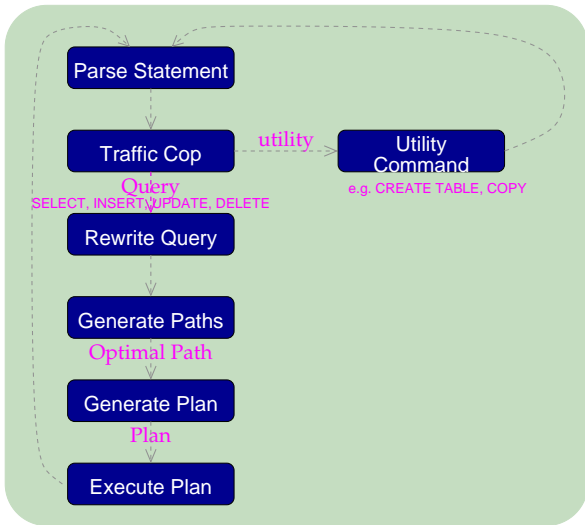 Parse Statement
Traffic Cop
utility
Utility
Command
e.g. CREATE TABLE, COPY
Query
SELECT, INSERT, UPDATE, DELETE
Rewrite Query
Generate Paths
Optimal Path
Generate Plan
Plan
Execute Plan